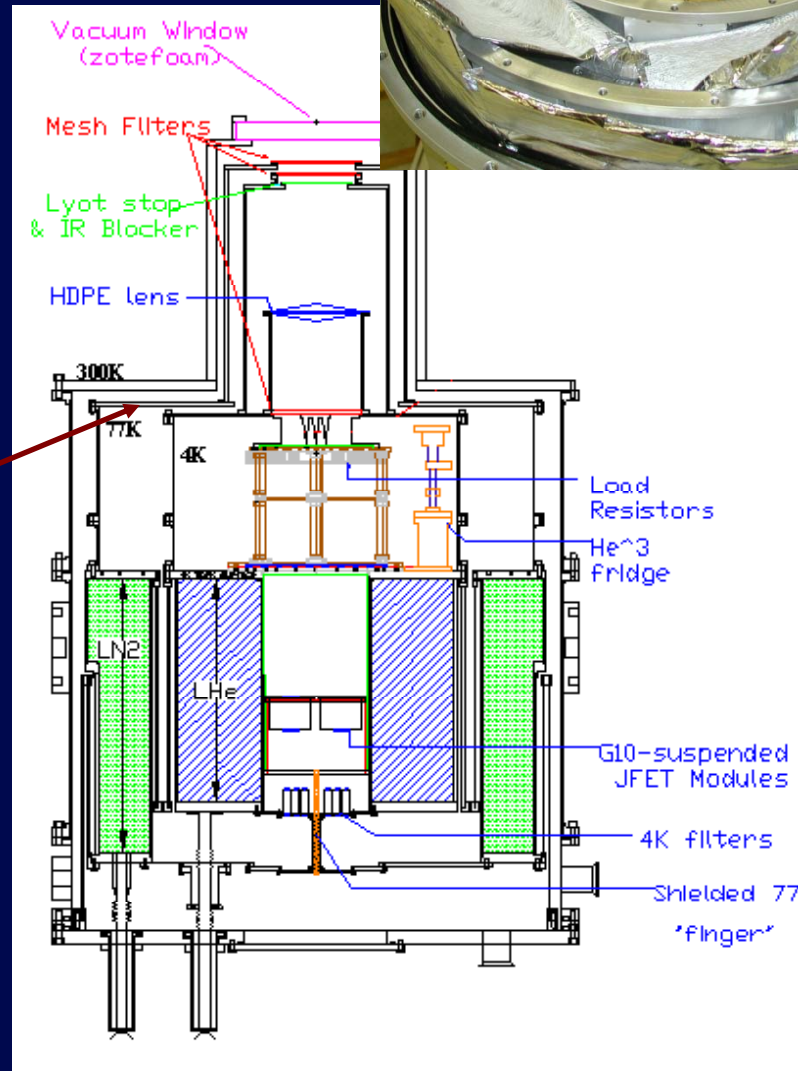 Vacuum Window
(zotefoam)
Mesh Filters
Lyot stop
& IR Blocker
HDPE lens
300K
77K
4K
Load
Resistors
He^3
fridge
LN2
LHe
G10-suspended
JFET Modules
4K filters
Shielded 77
"finger"